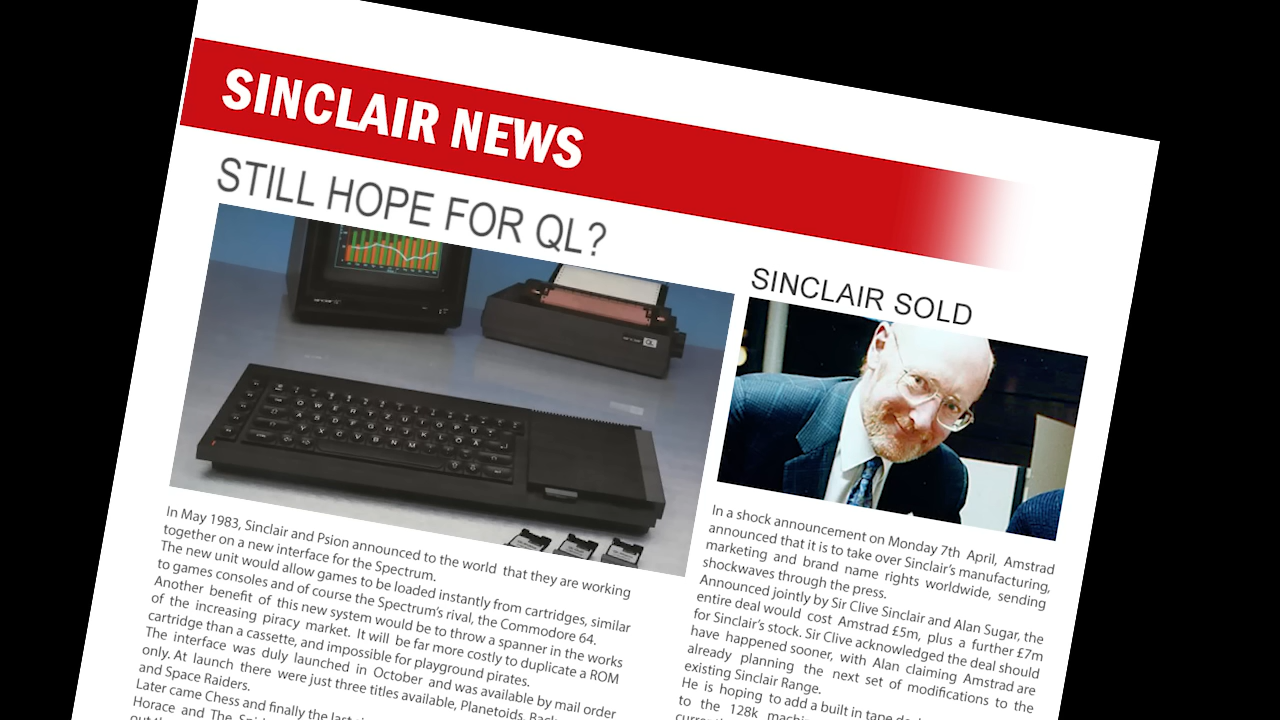 SINCLAIR NEWS
STILL HOPE FOR QL?
In May 1983, Sinclair and Psion announced to the world that they are working
together on a new interface for the Spectrum.
The new unit would allow games to be loaded instantly from cartridges, similar
to games consoles and of course the Spectrum's rival, the Commodore 64.
Another benefit of this new system would be to throw a spanner in the works
of the increasing piracy market. It will be far more costly to duplicate a ROM
cartridge than a cassette, and impossible for playground pirates.
The interface was duly launched in October and was available by mail order
only. At launch there were just three titles available, Planetoids,
and Space Raiders.
Later came Chess and finally the
Horace and The
SINCLAIR SOLD
In a shock announcement on Monday 7th April, Amstrad
announced that it is to take over Sinclair's manufacturing,
marketing and brand name rights worldwide, sending
shockwaves through the press.
Announced jointly by Sir Clive Sinclair and Alan Sugar, the
entire deal would cost Amstrad £5m, plus a further £7m
for Sinclair's stock. Sir Clive acknowledged the deal should
have happened sooner, with Alan claiming Amstrad are
already planning the next set of modifications to the
existing Sinclair Range.
He is hoping to add a built in tape
to the 128k